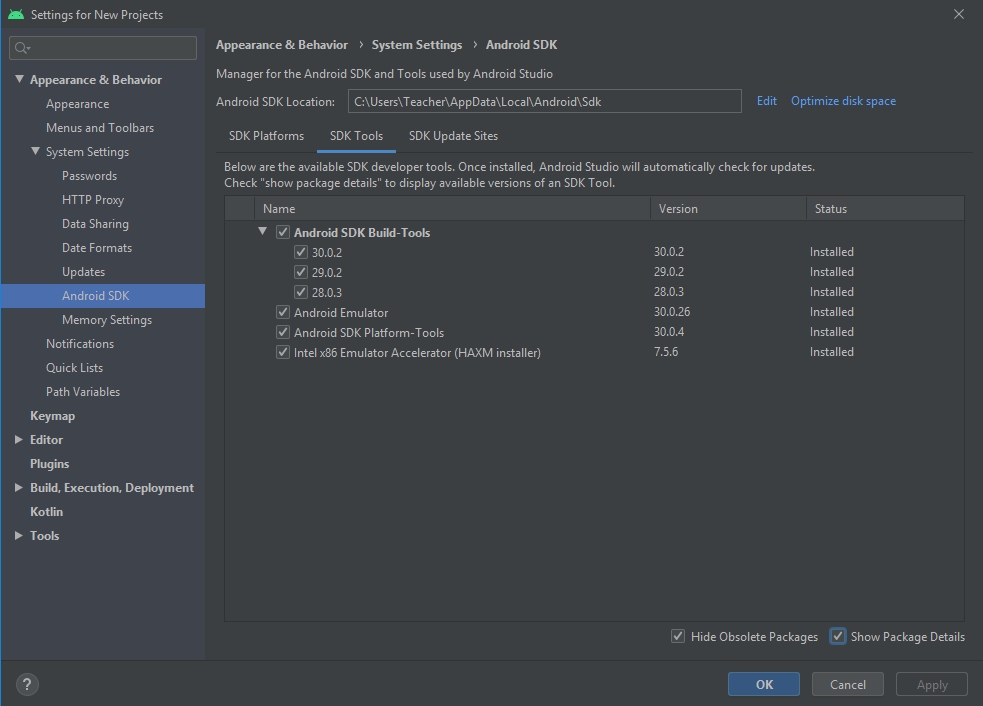 Settings for New Projects
Appearance & Behavior
Appearance
Menus and Toolbars
System Settings
Passwords
HTTP Proxy
Data Sharing
Date Formats
Updates
Android SDK
Memory Settings
Notifications
Quick Lists
Path Variables
Keymap
Editor
Plugins
Build, Execution, Deployment
Kotlin
Tools
Appearance & Behavior › System Settings › Android SDK
Manager for the Android SDK and Tools used by Android Studio
Android SDK Location: C:\Users\Teacher\AppData\Local\Android\Sdk Edit Optimize disk space
SDK Platforms SDK Tools SDK Update Sites
Below are the available SDK developer tools. Once installed, Android Studio will automatically check for updates.
Check "show package details" to display available versions of an SDK Tool.
Name Version Status
Android SDK Build-Tools
30.0.2 30.0.2 Installed
29.0.2 29.0.2 Installed
28.0.3 28.0.3 Installed
Android Emulator 30.0.26 Installed
Android SDK Platform-Tools 30.0.4 Installed
Intel x86 Emulator Accelerator (HAXM installer) 7.5.6 Installed
Hide Obsolete Packages Show Package Details
? OK Cancel Apply